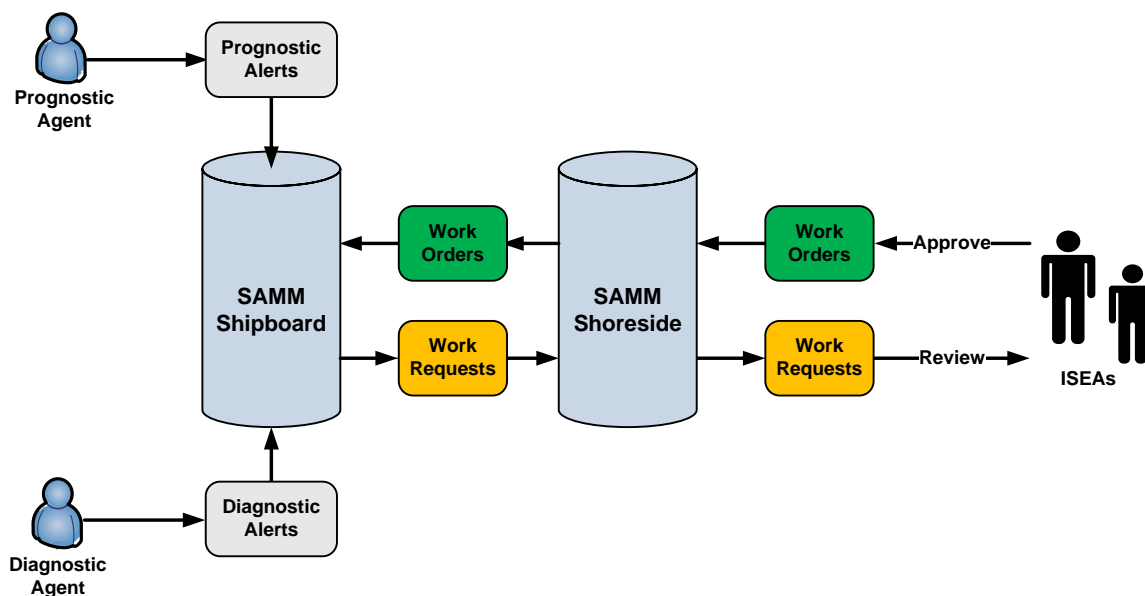 Prognostic
Agent
Prognostic
Alerts
SAMM
Shipboard
Work
Orders
Work
Requests
SAMM
Shoreside
Work
Orders
Approve
Work
Requests
Review
ISEAs
Diagnostic
Agent
Diagnostic
Alerts